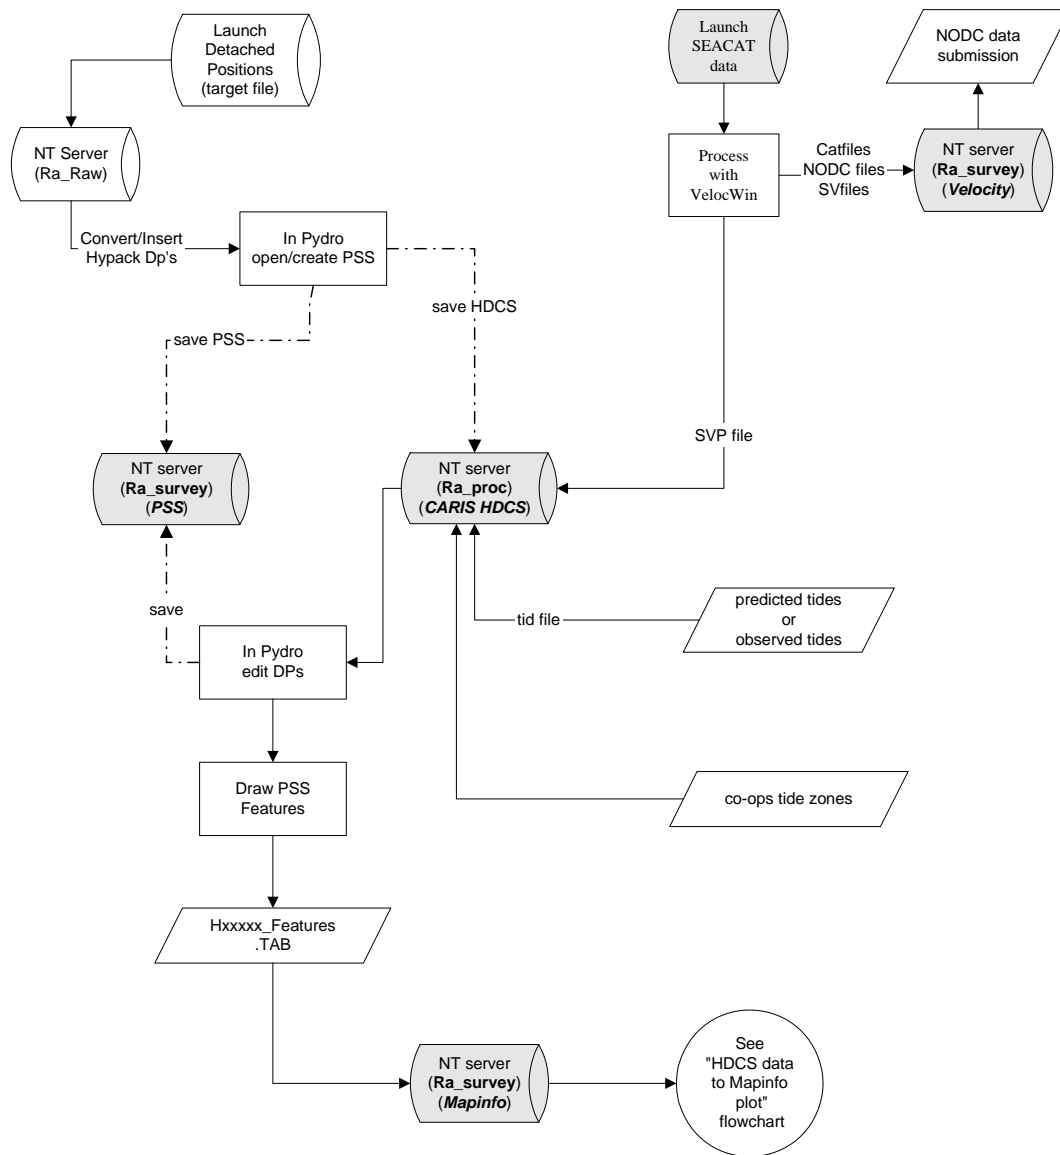 Launch
Detached
Positions
(target file)
Launch
SEACAT
data
NODC data
submission
NT Server
(Ra_Raw)
Process
with
VelocWin
Catfiles
NODC files
SVfiles
NT server
(Ra_survey)
(Velocity)
Convert/Insert
Hypack Dp's
In Pydro
open/create PSS
save HDCS
save PSS
SVP file
NT server
(Ra_survey)
(PSS)
NT server
(Ra_proc)
(CARIS HDCS)
save
In Pydro
edit DPs
tid file
predicted tides
or
observed tides
Draw PSS
Features
co-ops tide zones
Hxxxxx_Features
.TAB
NT server
(Ra_survey)
(Mapinfo)
See
"HDCS data
to Mapinfo
plot"
flowchart